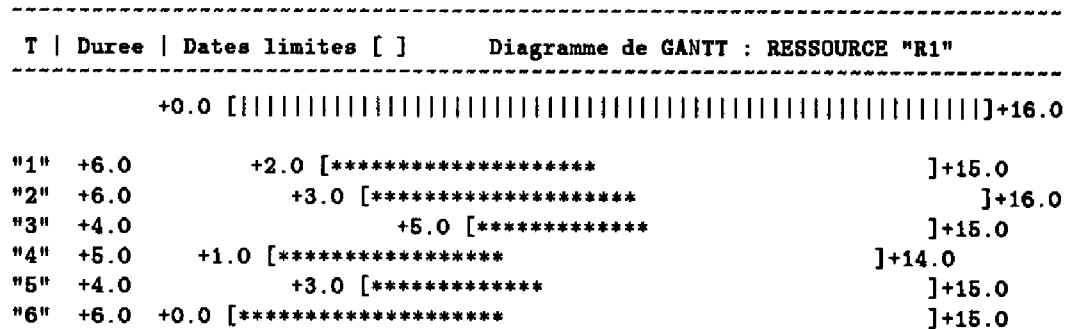 --------------------------------------------------------------------------------
T | Duree | Dates limites [ ] Diagramme de GANTT : RESSOURCE "R1"
--------------------------------------------------------------------------------
+0.0 [|||||||||||||||||||||||||||||||||||||||||||||||||||||||||]+16.0
"1" +6.0 +2.0 [******************** ]+15.0
"2" +6.0 +3.0 [******************** ]+16.0
"3" +4.0 +5.0 [************* ]+15.0
"4" +5.0 +1.0 [***************** ]+14.0
"5" +4.0 +3.0 [************* ]+15.0
"6" +6.0 +0.0 [******************** ]+15.0